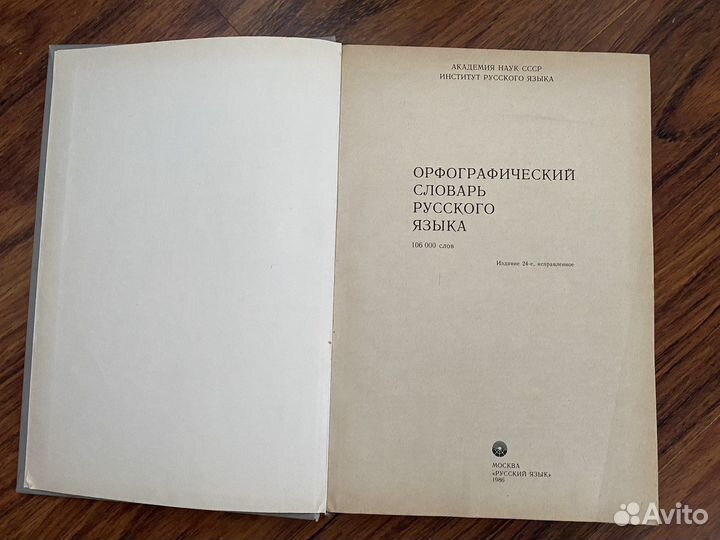 АКАДЕМИЯ НАУК СССР
ИНСТИТУТ РУССКОГО ЯЗЫКА
ОРФОГРАФИЧЕСКИЙ
СЛОВАРЬ
РУССКОГО
ЯЗЫКА
106 000 слов
Издание 24-е, исправленное
МОСКВА
«РУССКИЙ ЯЗЫК»
1986
Avito